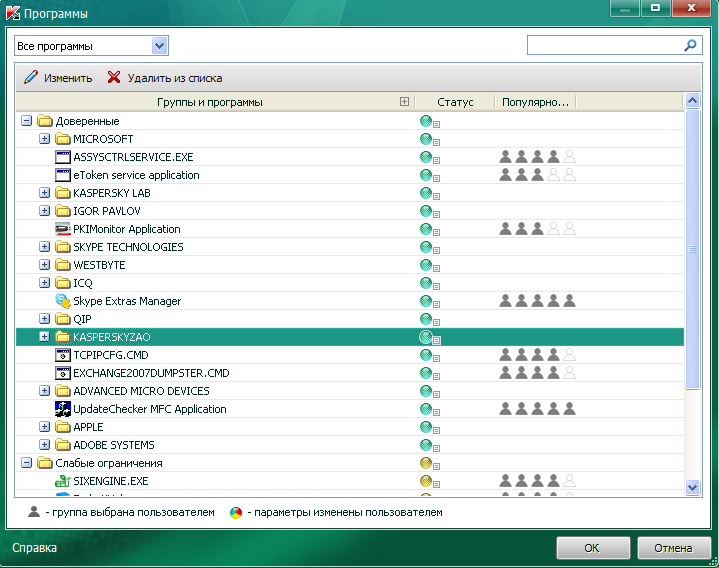 Программы
Все программы
Изменить Удалить из списка
Группы и программы Статус Популярно...
Доверенные
MICROSOFT
ASSYSCTRLSERVICE.EXE
eToken service application
KASPERSKY LAB
IGOR PAVLOV
PKIMonitor Application
SKYPE TECHNOLOGIES
WESTBYTE
ICQ
Skype Extras Manager
QIP
KASPERSKYZAO
TCPIPCFG.CMD
EXCHANGE2007DUMPSTER.CMD
ADVANCED MICRO DEVICES
UpdateChecker MFC Application
APPLE
ADOBE SYSTEMS
Слабые ограничения
SIXENGINE.EXE
- группа выбрана пользователем - параметры изменены пользователем
Справка OK Отмена